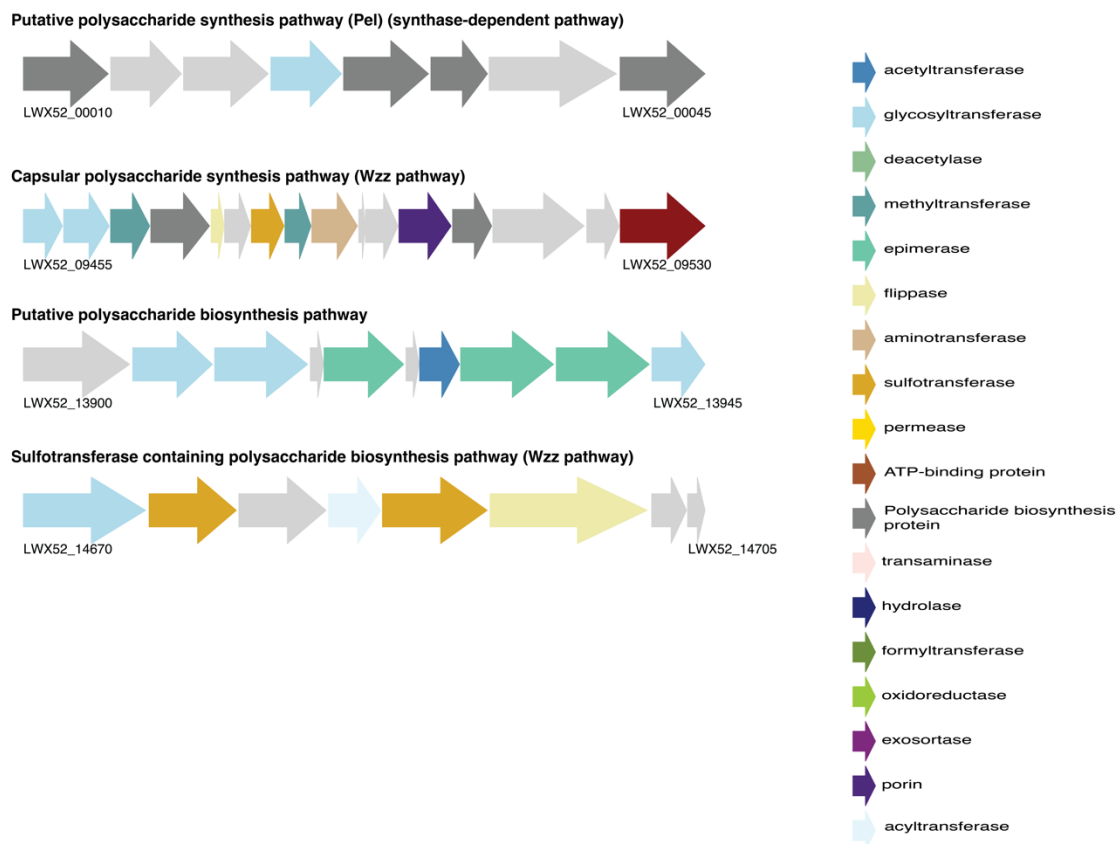 Putative polysaccharide synthesis pathway (Pel) (synthase-dependent pathway)
LWX52_00010
LWX52_00045
Capsular polysaccharide synthesis pathway (Wzz pathway)
LWX52_09455
LWX52_09530
Putative polysaccharide biosynthesis pathway
LWX52_13900
LWX52_13945
Sulfotransferase containing polysaccharide biosynthesis pathway (Wzz pathway)
LWX52_14670
LWX52_14705
acetyltransferase
glycosyltransferase
deacetylase
methyltransferase
epimerase
flippase
aminotransferase
sulfotransferase
permease
ATP-binding protein
Polysaccharide biosynthesis
protein
transaminase
hydrolase
formyltransferase
oxidoreductase
exosortase
porin
acyltransferase